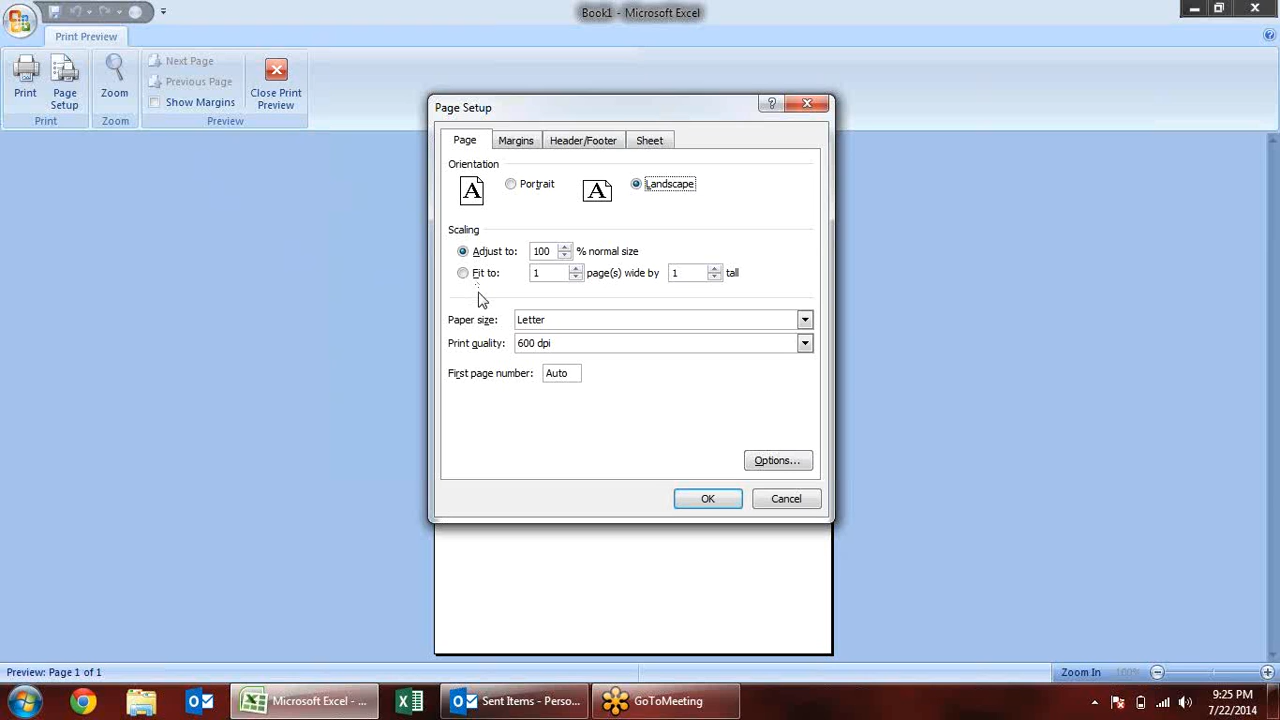 Book1 - Microsoft Excel
Print Preview
Print
Page Setup
Zoom
Next Page
Previous Page
Show Margins
Close Print Preview
Print
Zoom
Preview
Page Setup
Page
Margins
Header/Footer
Sheet
Orientation
A
Portrait
A
Landscape
Scaling
Adjust to: 100 % normal size
Fit to: 1 page(s) wide by 1 tall
Paper size: Letter
Print quality: 600 dpi
First page number: Auto
Options...
OK
Cancel
Preview: Page 1 of 1
Zoom In 100%
Microsoft Excel - ...
Sent Items - Perso...
GoToMeeting
9:25 PM
7/22/2014